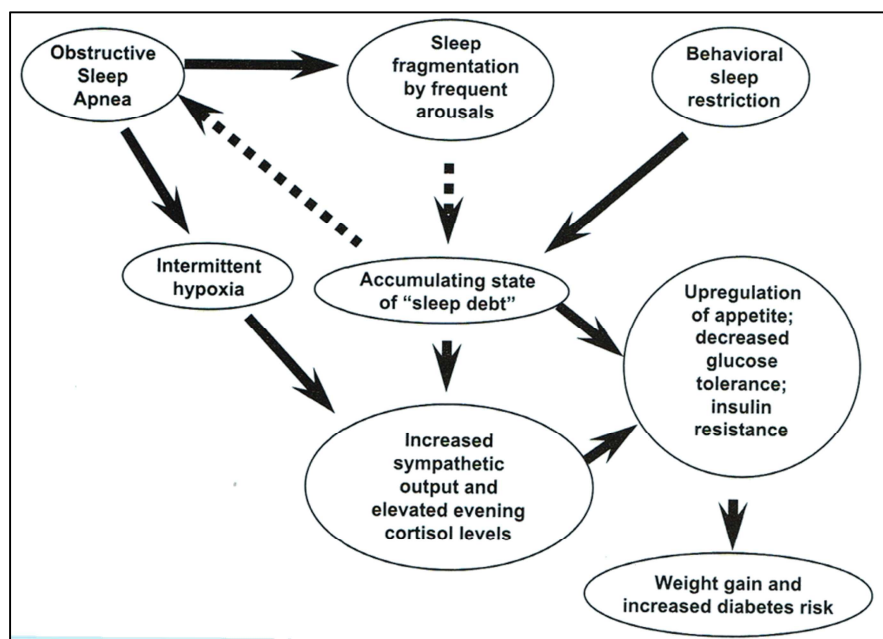 Obstructive
Sleep
Apnea
Sleep
fragmentation
by frequent
arousals
Behavioral
sleep
restriction
Intermittent
hypoxia
Accumulating state
of “sleep debt”
Upregulation
of appetite;
decreased
glucose
tolerance;
insulin
resistance
Increased
sympathetic
output and
elevated evening
cortisol levels
Weight gain and
increased diabetes risk